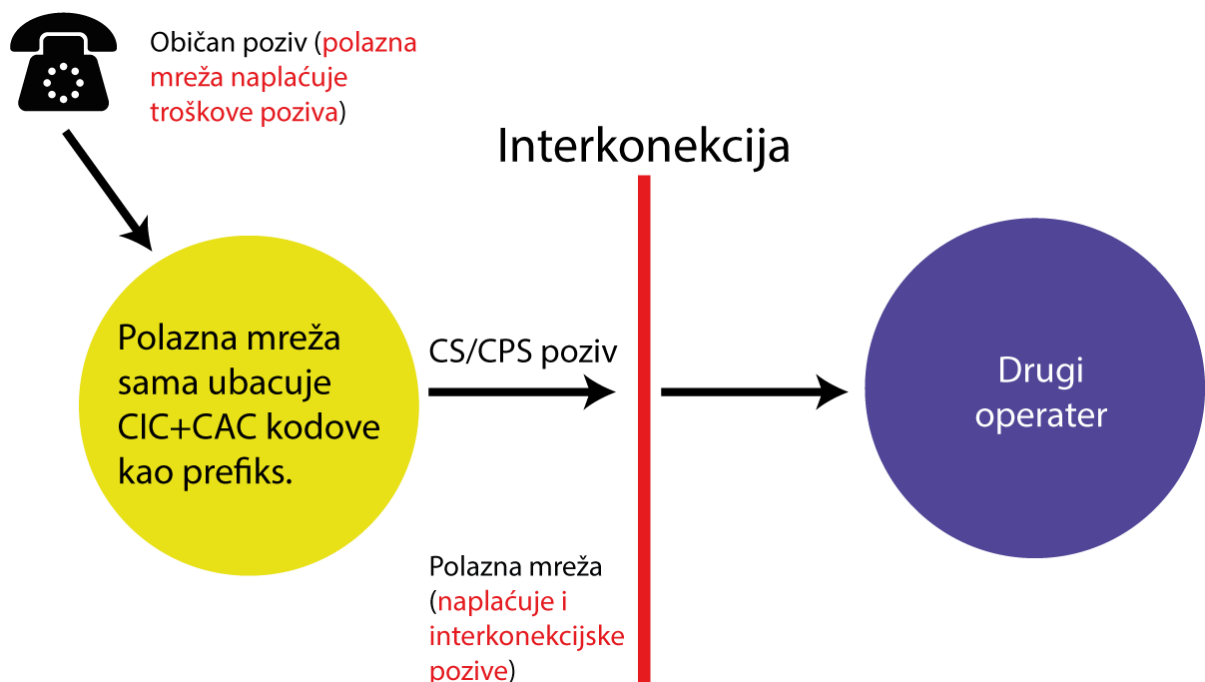 Običan poziv (polazna
mreža naplaćuje
troškove poziva)
Interkonekcija
Polazna mreža
sama ubacuje
CIC+CAC kodove
kao prefiks.
CS/CPS poziv
Drugi
operater
Polazna mreža
(naplaćuje i
interkonekcijske
pozive)